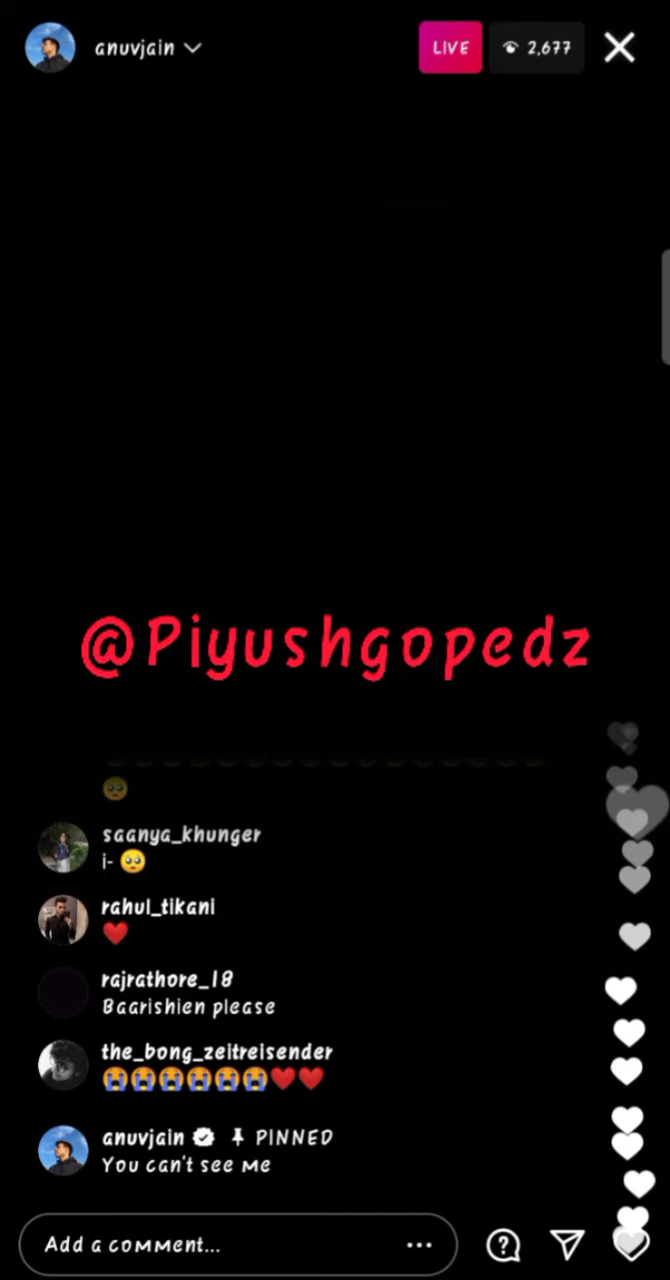 anuvjain
LIVE 2,677
@Piyushgopedz
🥺
saanya_khunger
i- 🥺
rahul_tikani
❤️
rajrathore_18
Baarishien please
the_bong_zeitreisender
😭😭😭😭😭😭❤️❤️
anuvjain PINNED
You can't see me
Add a comment...